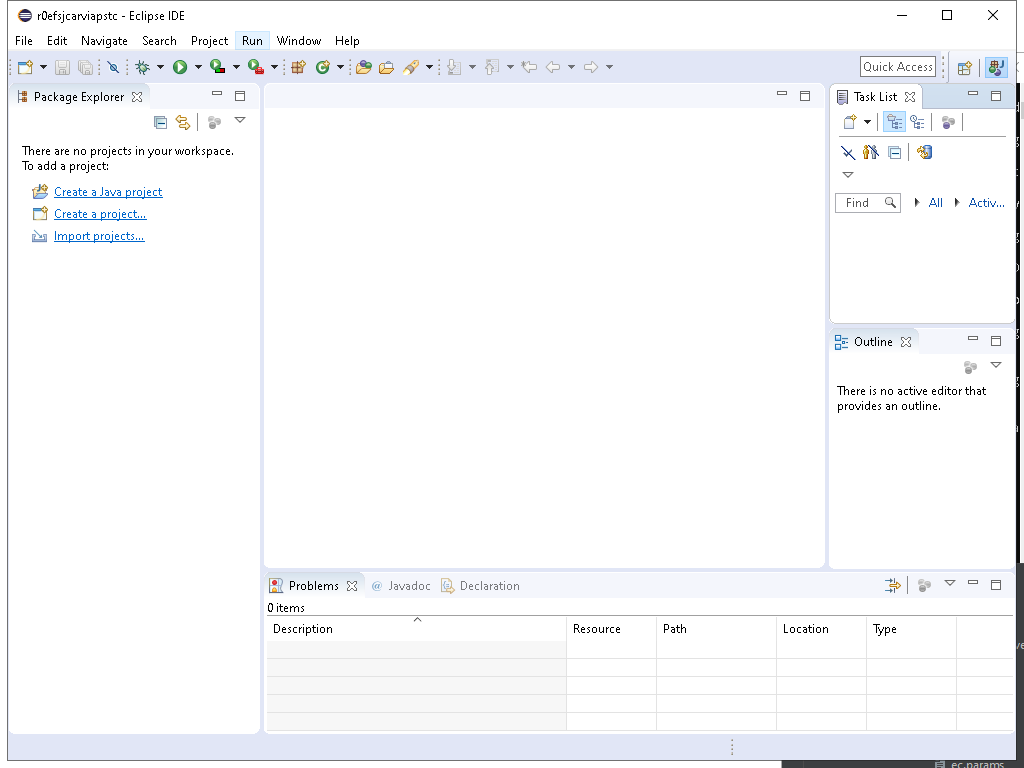 r0efsjcarviapstc - Eclipse IDE
File Edit Navigate Search Project Run Window Help
Quick Access
Package Explorer
There are no projects in your workspace.
To add a project:
Create a Java project
Create a project...
Import projects...
Task List
Find All Activ...
Outline
There is no active editor that
provides an outline.
Problems @ Javadoc Declaration
0 items
Description Resource Path Location Type
ec.params